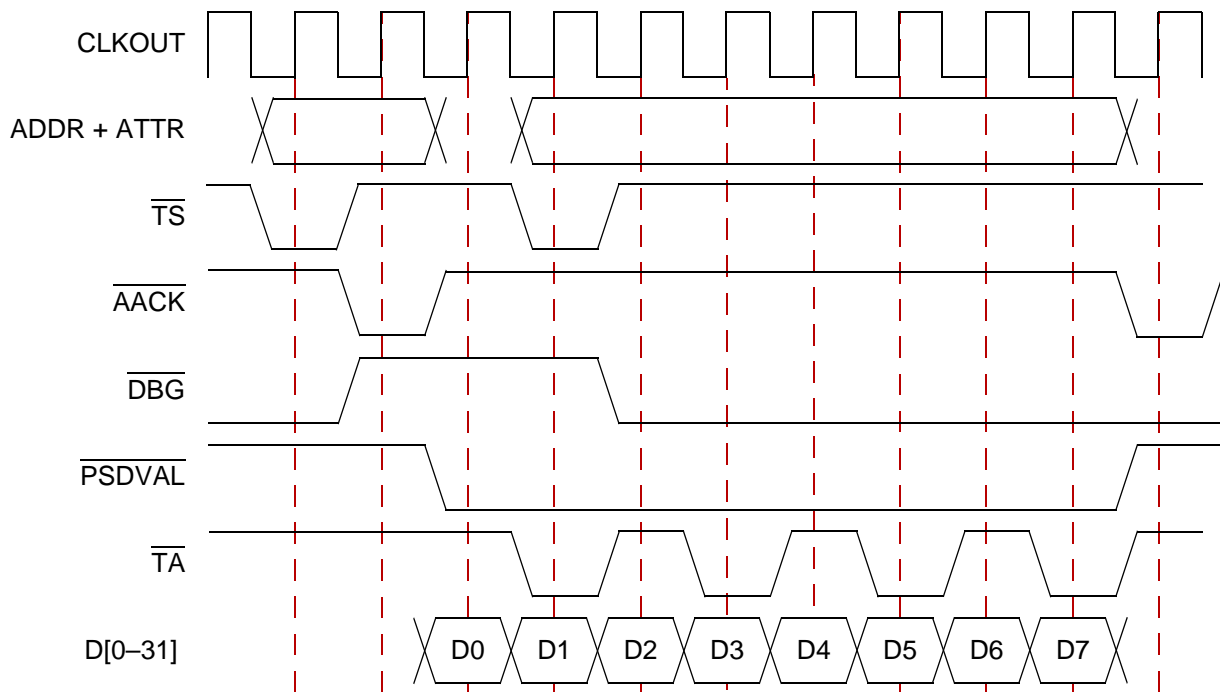 CLKOUT
ADDR + ATTR
TS
AACK
DBG
PSDVAL
TA
D[0–31] D0 D1 D2 D3 D4 D5 D6 D7